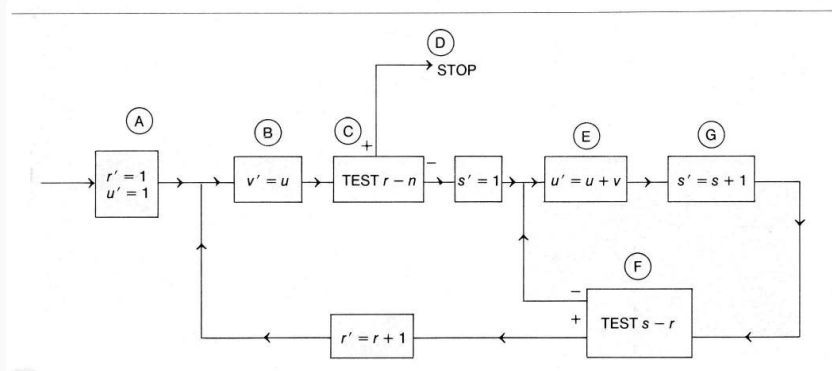 D
STOP
A
B
C
+
−
E
G
r′ = 1
u′ = 1
v′ = u
TEST r − n
s′ = 1
u′ = u + v
s′ = s + 1
F
−
+
TEST s − r
r′ = r + 1